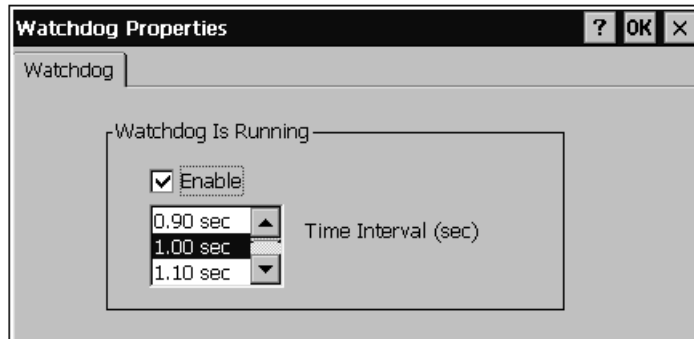 Watchdog Properties ? OK ×
Watchdog
Watchdog Is Running
Enable
0.90 sec
1.00 sec Time Interval (sec)
1.10 sec